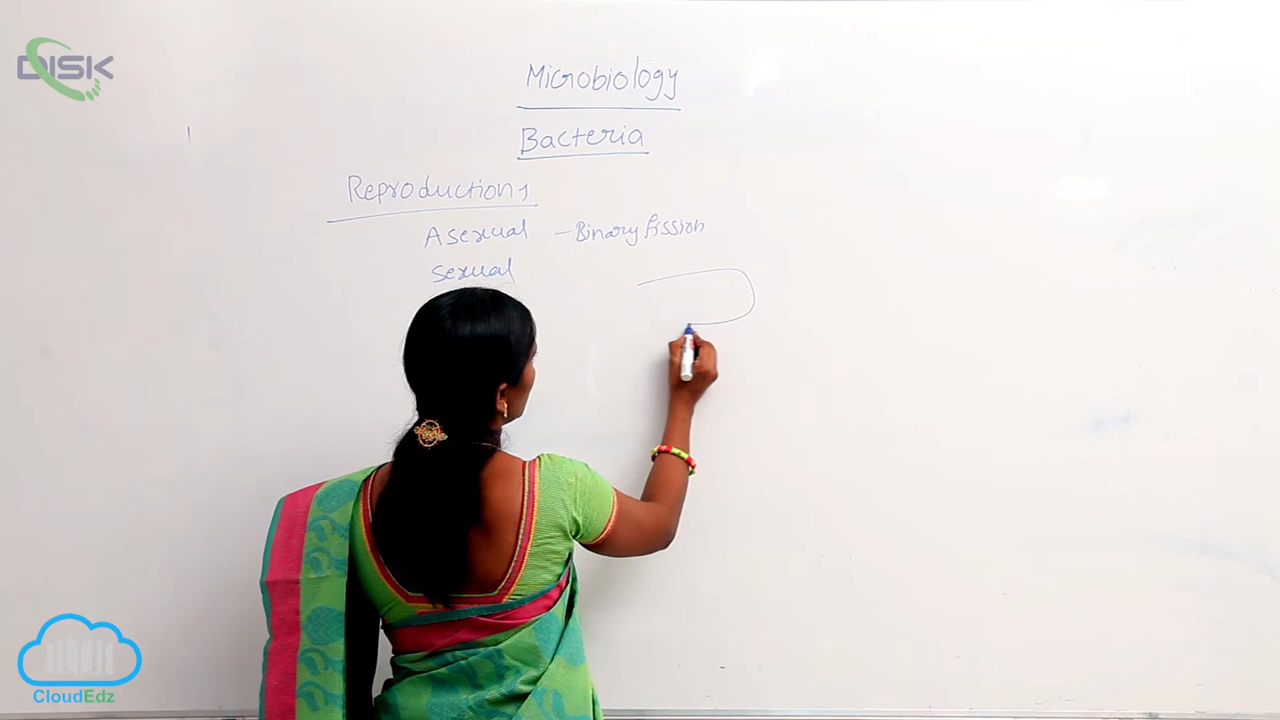 DISK
Microbiology
Bacteria
Reproduction
Asexual – Binary fission
Sexual
CloudEdz